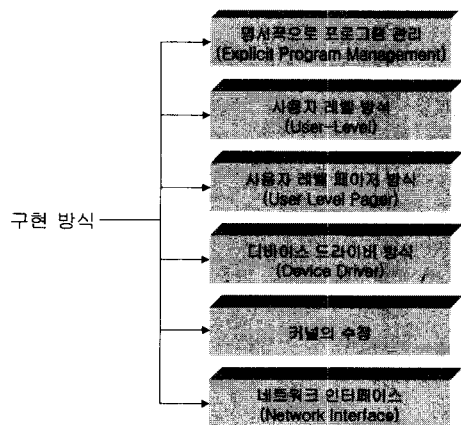 명시적으로 프로그램 관리
(Explicit Program Management)
사용자 레벨 방식
(User-Level)
사용자 레벨 페이저 방식
(User Level Pager)
구현 방식
디바이스 드라이버 방식
(Device Driver)
커널의 수정
네트워크 인터페이스
(Network Interface)